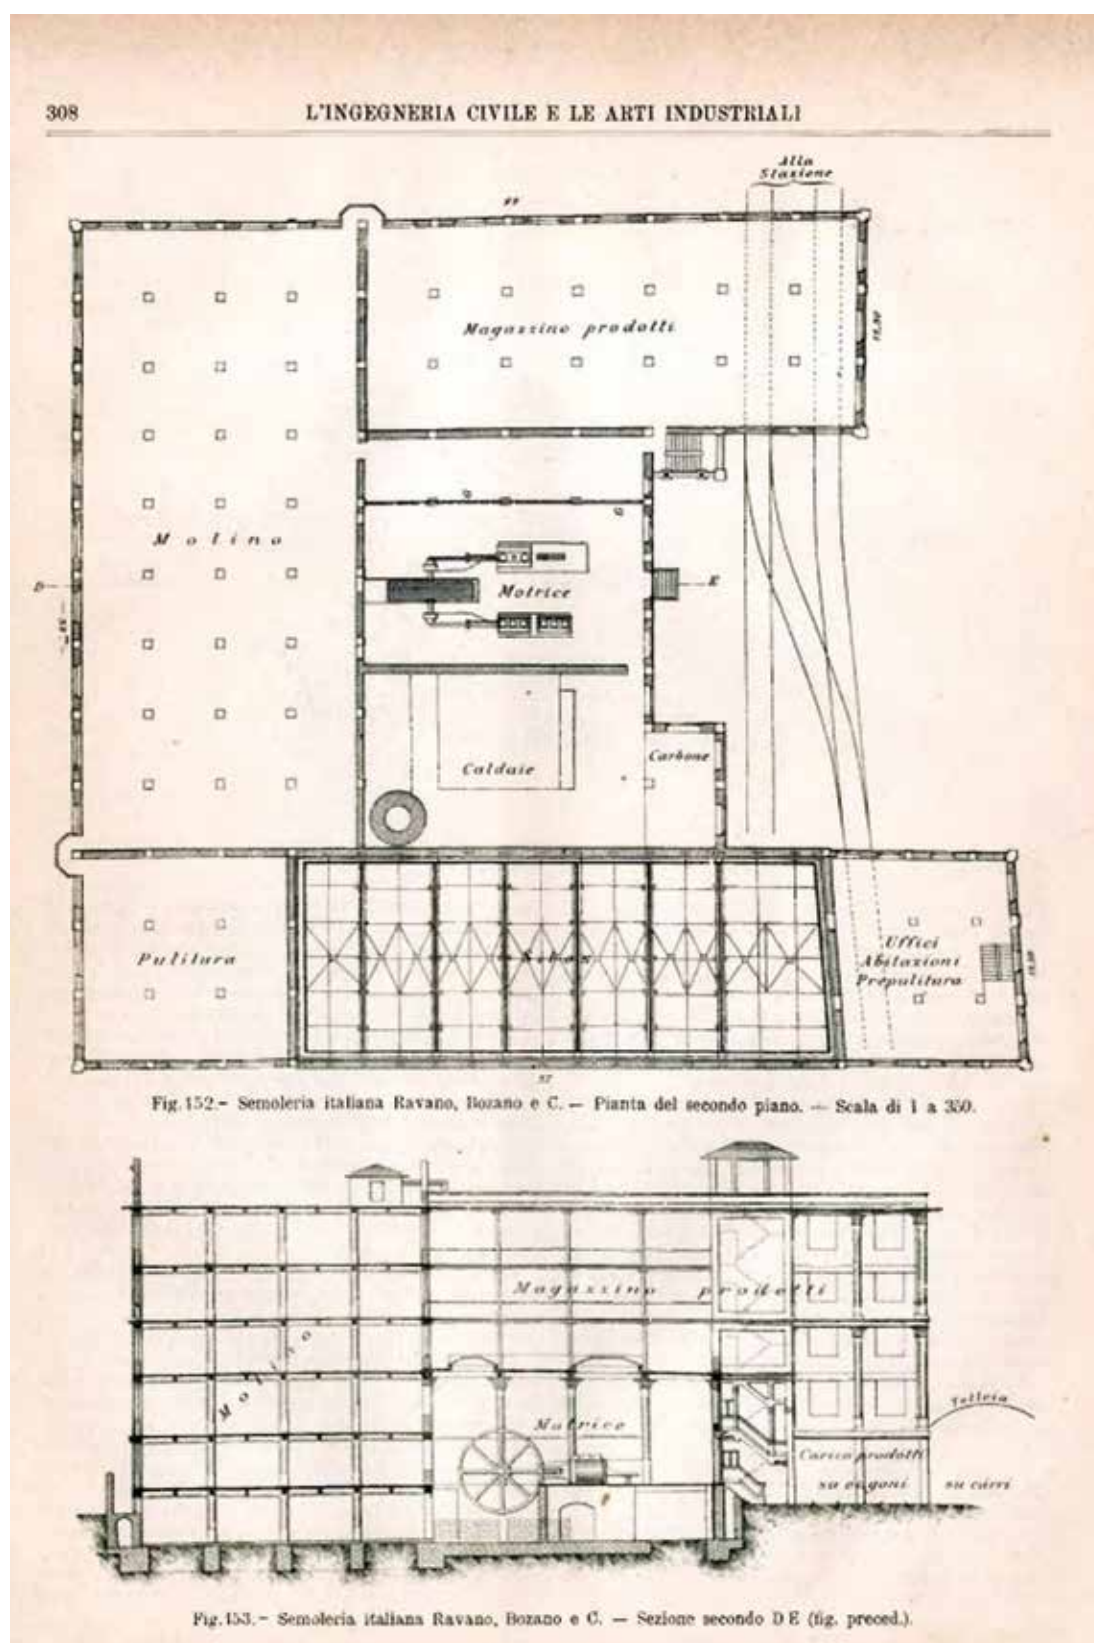 308
L'INGEGNERIA CIVILE E LE ARTI INDUSTRIALI
Alla
Stazione
Magazzino prodotti
Molino
D
E
Motrice
Caldaie
Carbone
Pulitura
Silos
Uffici
Abitazioni
Prepulitura
Fig. 152. - Semoleria italiana Ravano, Bozano e C. — Pianta del secondo piano. — Scala di 1 a 350.
Magazzino prodotti
Molino
Motrice
Tettoia
Carico prodotti
su vagoni
su carri
Fig. 153. - Semoleria italiana Ravano, Bozano e C. — Sezione secondo D E (fig. preced.).